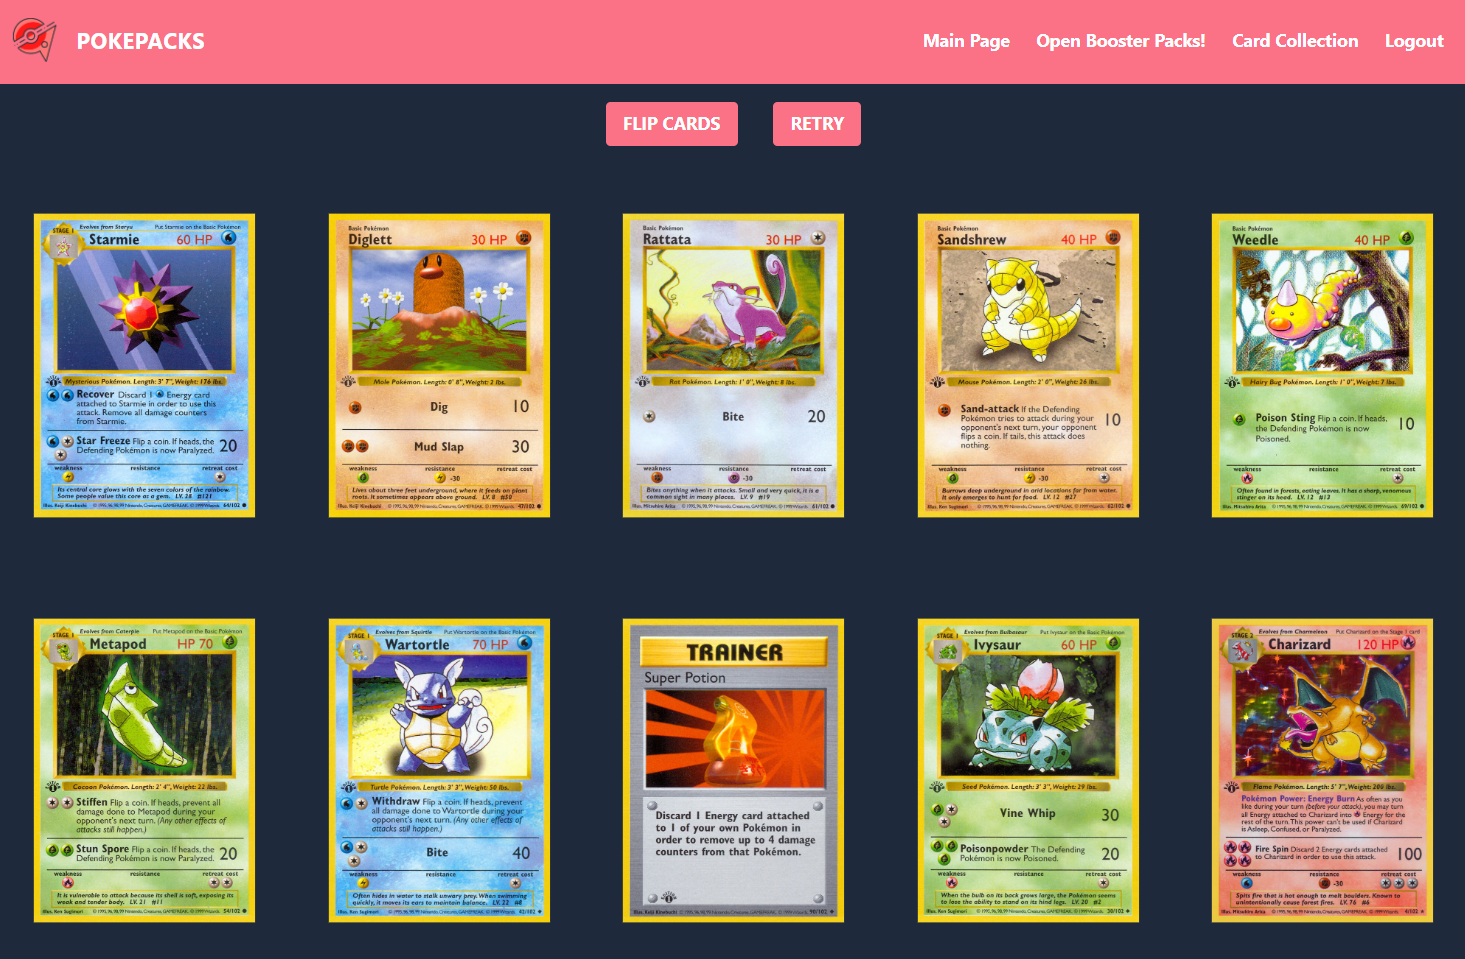 POKEPACKS
Main Page
Open Booster Packs!
Card Collection
Logout
FLIP CARDS
RETRY
STAGE 1
Evolves from Staryu
Put Starmie on the Basic Pokémon
Starmie
60 HP
Mysterious Pokémon. Length: 3' 7", Weight: 176 lbs.
Recover Discard 1 Energy card
attached to Starmie in order to use this
attack. Remove all damage counters
from Starmie.
Star Freeze Flip a coin. If heads, the
Defending Pokémon is now Paralyzed.
20
weakness
resistance
retreat cost
Its central core glows with the seven colors of the rainbow.
Some people value this core as a gem. LV. 28 #121
64/102
Basic Pokémon
Diglett
30 HP
Mole Pokémon. Length: 0' 8", Weight: 2 lbs.
Dig
10
Mud Slap
30
weakness
resistance
-30
retreat cost
Lives about three feet underground, where it feeds on plant
roots. It sometimes appears above ground. LV. 8 #50
47/102
Basic Pokémon
Rattata
30 HP
Rat Pokémon. Length: 1' 0", Weight: 8 lbs.
Bite
20
weakness
resistance
-30
retreat cost
Bites anything when it attacks. Small and very quick, it is a
common sight in many places. LV. 9 #19
61/102
Basic Pokémon
Sandshrew
40 HP
Mouse Pokémon. Length: 2' 0", Weight: 26 lbs.
Sand-attack If the Defending
Pokémon tries to attack during your
opponent's next turn, your opponent
flips a coin. If tails, this attack does
nothing.
10
weakness
resistance
-30
retreat cost
Burrows deep underground in arid locations far from water.
It only emerges to hunt for food. LV. 12 #27
62/102
Basic Pokémon
Weedle
40 HP
Hairy Bug Pokémon. Length: 1' 0", Weight: 7 lbs.
Poison Sting Flip a coin. If heads,
the Defending Pokémon is now
Poisoned.
10
weakness
resistance
retreat cost
Often found in forests, eating leaves. It has a sharp, venomous
stinger on its head. LV. 12 #13
69/102
STAGE 1
Evolves from Caterpie
Put Metapod on the Basic Pokémon
Metapod
HP 70
Cocoon Pokémon. Length: 2' 4", Weight: 22 lbs.
Stiffen Flip a coin. If heads, prevent all
damage done to Metapod during your
opponent's next turn. (Any other effects of
attacks still happen.)
Stun Spore Flip a coin. If heads, the
Defending Pokémon is now Paralyzed.
20
weakness
resistance
retreat cost
It is vulnerable to attack because its shell is soft, exposing its
weak and tender body. LV. 21 #11
54/102
STAGE 1
Evolves from Squirtle
Put Wartortle on the Basic Pokémon
Wartortle
70 HP
Turtle Pokémon. Length: 3' 3", Weight: 50 lbs.
Withdraw Flip a coin. If heads, prevent
all damage done to Wartortle during your
opponent's next turn. (Any other effects of
attacks still happen.)
Bite
40
weakness
resistance
retreat cost
Often hides in water to stalk unwary prey. When swimming
quickly, it moves its ears to maintain balance. LV. 22 #8
42/102
TRAINER
Super Potion
Discard 1 Energy card attached
to 1 of your own Pokémon in
order to remove up to 4 damage
counters from that Pokémon.
90/102
STAGE 1
Evolves from Bulbasaur
Put Ivysaur on the Basic Pokémon
Ivysaur
60 HP
Seed Pokémon. Length: 3' 3", Weight: 29 lbs.
Vine Whip
30
Poisonpowder The Defending
Pokémon is now Poisoned.
20
weakness
resistance
retreat cost
When the bulb on its back grows large, the Pokémon seems
to lose the ability to stand on its hind legs. LV. 20 #2
30/102
STAGE 2
Evolves from Charmeleon
Put Charizard on the Stage 1 card
Charizard
120 HP
Flame Pokémon. Length: 5' 7", Weight: 200 lbs.
Pokémon Power: Energy Burn As often as you
like during your turn (before your attack), you may turn
all Energy attached to Charizard into Energy for the
rest of the turn. This power can't be used if Charizard
is Asleep, Confused, or Paralyzed.
Fire Spin Discard 2 Energy cards attached
to Charizard in order to use this attack.
100
weakness
resistance
-30
retreat cost
Spits fire that is hot enough to melt boulders. Known to
unintentionally cause forest fires. LV. 76 #6
4/102